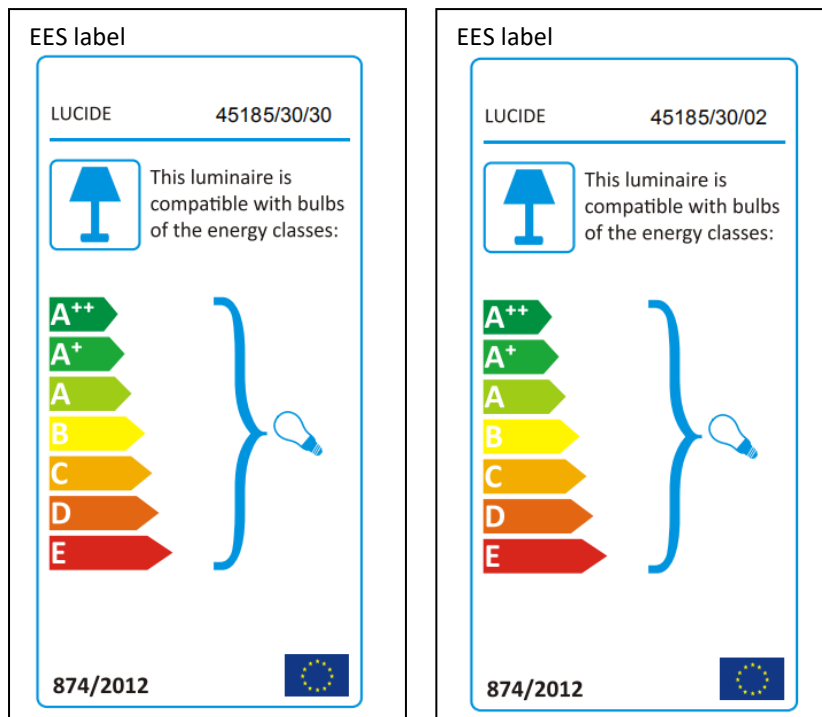 EES label
LUCIDE 45185/30/30
This luminaire is
compatible with bulbs
of the energy classes:
A++
A+
A
B
C
D
E
874/2012
EES label
LUCIDE 45185/30/02
This luminaire is
compatible with bulbs
of the energy classes:
A++
A+
A
B
C
D
E
874/2012